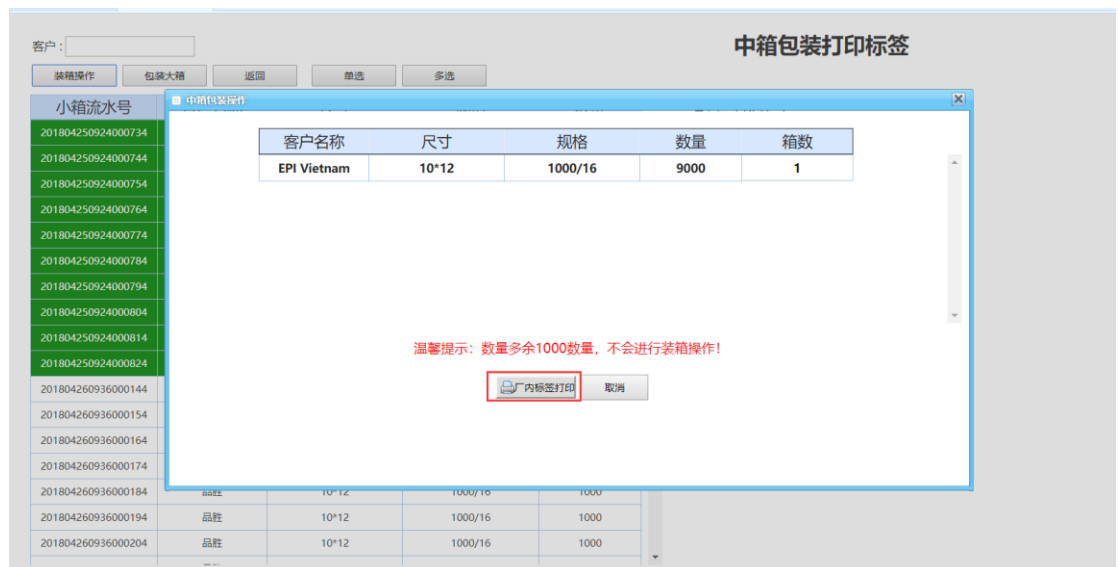 中箱包装打印标签
客户：
装箱操作 包装大箱 返回 单选 多选
小箱流水号
中箱包装操作
201804250924000734
201804250924000744
201804250924000754
201804250924000764
201804250924000774
201804250924000784
201804250924000794
201804250924000804
201804250924000814
201804250924000824
201804260936000144
201804260936000154
201804260936000164
201804260936000174
客户名称 尺寸 规格 数量 箱数
EPI Vietnam 10*12 1000/16 9000 1
温馨提示：数量多余1000数量，不会进行装箱操作！
厂内标签打印 取消
201804260936000184 品胜 10*12 1000/16 1000
201804260936000194 品胜 10*12 1000/16 1000
201804260936000204 品胜 10*12 1000/16 1000